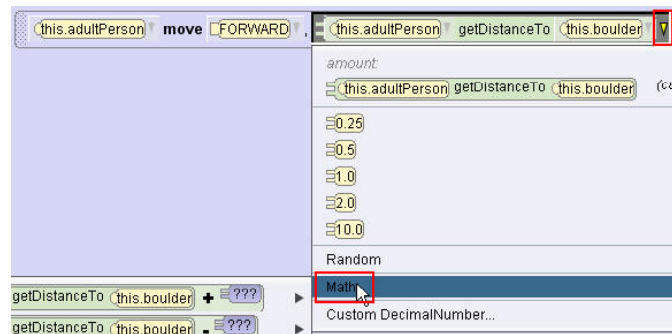 this.adultPerson move FORWARD , this.adultPerson getDistanceTo this.boulder
amount:
this.adultPerson getDistanceTo this.boulder
0.25
0.5
1.0
2.0
10.0
Random
Math
getDistanceTo this.boulder + ???
Custom DecimalNumber...
getDistanceTo this.boulder - ???